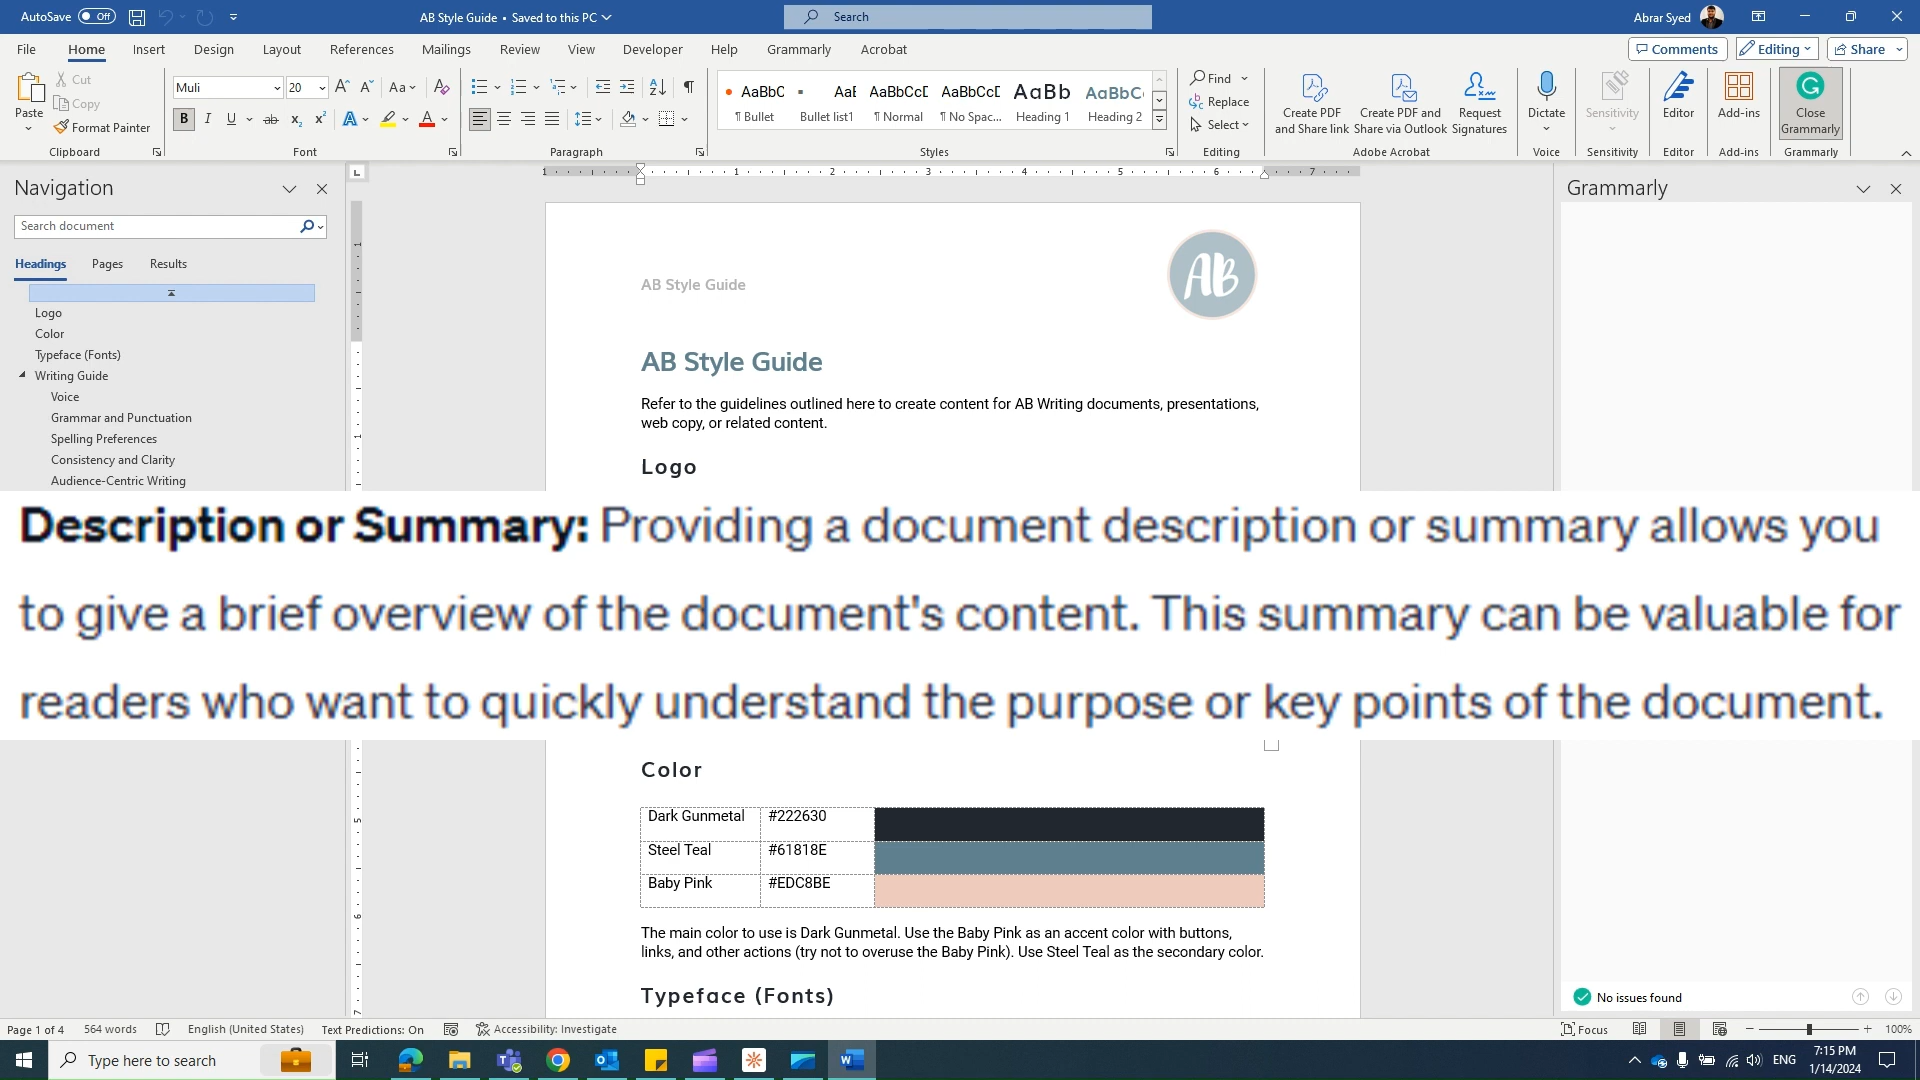 AutoSave Off
AB Style Guide • Saved to this PC
Search
Abrar Syed
File Home Insert Design Layout References Mailings Review View Developer Help Grammarly Acrobat
Comments Editing Share
Paste
Cut
Copy
Format Painter
Clipboard
Muli 20
Font
Paragraph
AaBbC AaB AaBbCcD AaBbCcD AaBb AaBbC
¶ Bullet Bullet list1 ¶ Normal ¶ No Spac... Heading 1 Heading 2
Styles
Find
Replace
Select
Editing
Create PDF and Share link
Create PDF and Share via Outlook
Request Signatures
Adobe Acrobat
Dictate
Voice
Sensitivity
Sensitivity
Editor
Editor
Add-ins
Add-ins
Close Grammarly
Grammarly
Navigation
Search document
Headings Pages Results
Logo
Color
Typeface (Fonts)
Writing Guide
Voice
Grammar and Punctuation
Spelling Preferences
Consistency and Clarity
Audience-Centric Writing
AB Style Guide
AB
AB Style Guide
Refer to the guidelines outlined here to create content for AB Writing documents, presentations,
web copy, or related content.
Logo
Grammarly
Description or Summary: Providing a document description or summary allows you
to give a brief overview of the document's content. This summary can be valuable for
readers who want to quickly understand the purpose or key points of the document.
Color
Dark Gunmetal #222630
Steel Teal #61818E
Baby Pink #EDC8BE
The main color to use is Dark Gunmetal. Use the Baby Pink as an accent color with buttons,
links, and other actions (try not to overuse the Baby Pink). Use Steel Teal as the secondary color.
Typeface (Fonts)
No issues found
Page 1 of 4 564 words English (United States) Text Predictions: On Accessibility: Investigate
Focus 100%
Type here to search
ENG
7:15 PM
1/14/2024